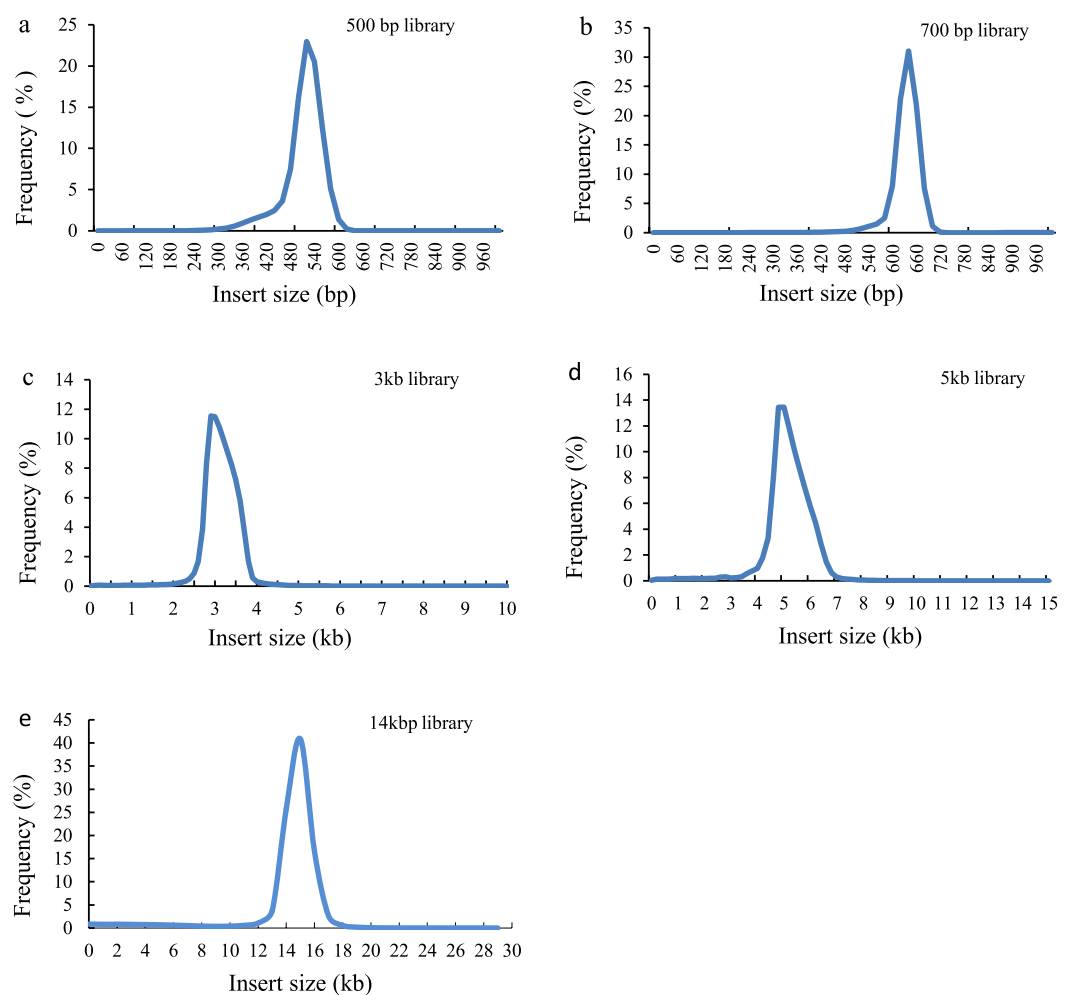 a
500 bp library
25
20
15
10
5
0
Frequency ( % )
0 60 120 180 240 300 360 420 480 540 600 660 720 780 840 900 960
Insert size (bp)
b
700 bp library
35
30
25
20
15
10
5
0
Frequency (%)
0 60 120 180 240 300 360 420 480 540 600 660 720 780 840 900 960
Insert size (bp)
c
3kb library
14
12
10
8
6
4
2
0
Frequency (%)
0 1 2 3 4 5 6 7 8 9 10
Insert size (kb)
d
5kb library
16
14
12
10
8
6
4
2
0
Frequency (%)
0 1 2 3 4 5 6 7 8 9 10 11 12 13 14 15
Insert size (kb)
e
14kbp library
45
40
35
30
25
20
15
10
5
0
Frequency (%)
0 2 4 6 8 10 12 14 16 18 20 22 24 26 28 30
Insert size (kb)